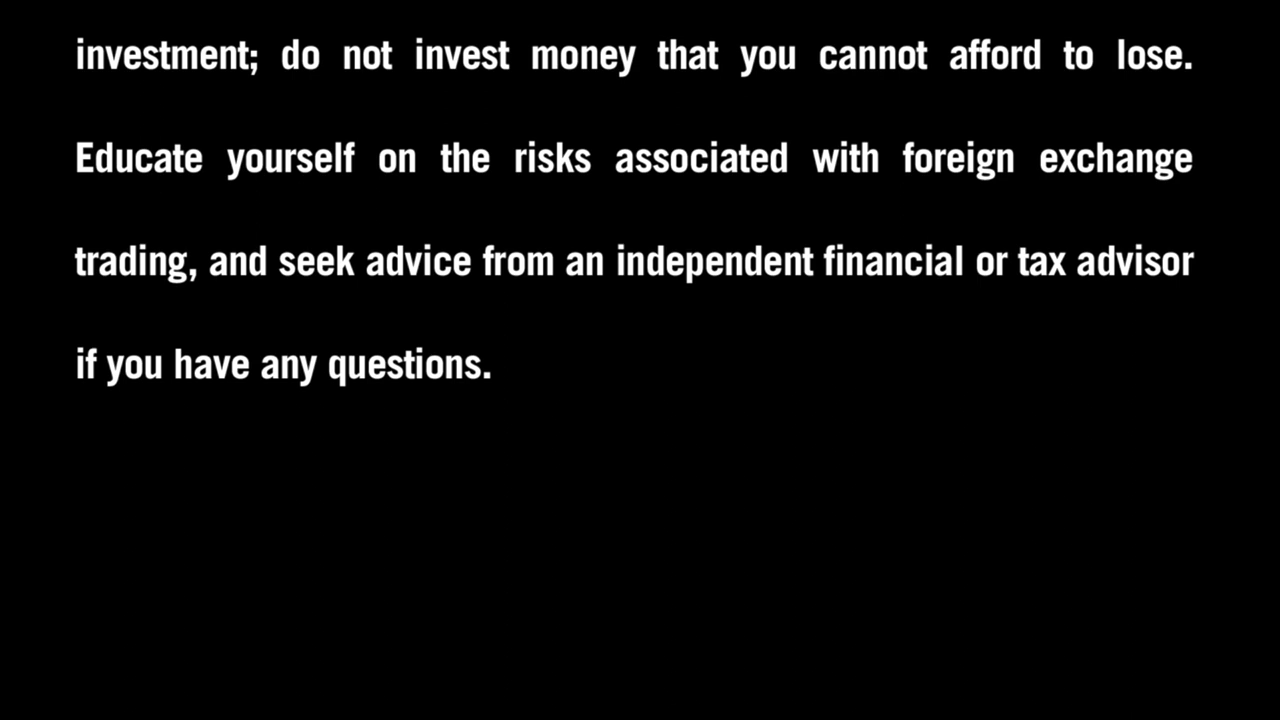 investment; do not invest money that you cannot afford to lose.
Educate yourself on the risks associated with foreign exchange
trading, and seek advice from an independent financial or tax advisor
if you have any questions.